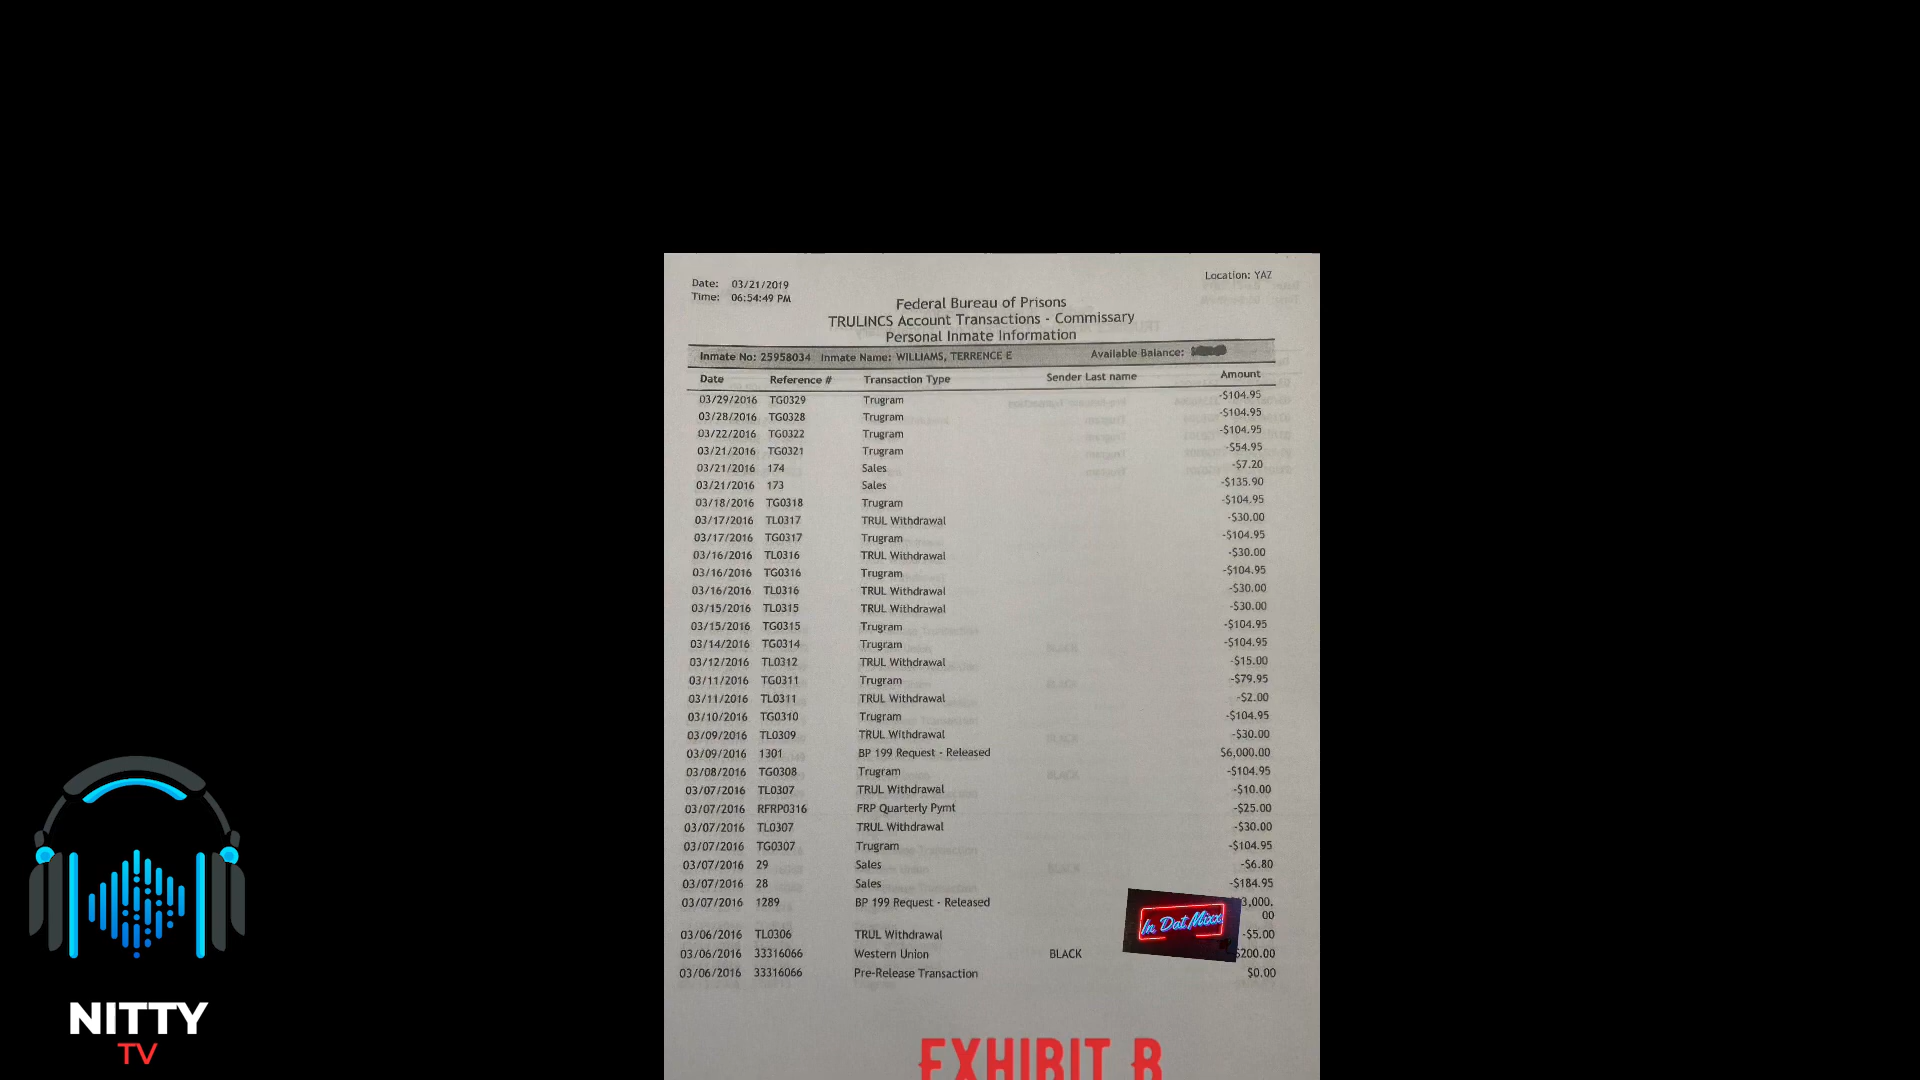 Date: 03/21/2019
Time: 06:54:49 PM
Location: YAZ
Federal Bureau of Prisons
TRULINCS Account Transactions - Commissary
Personal Inmate Information
Inmate No: 25958034 Inmate Name: WILLIAMS, TERRENCE E Available Balance:
Date Reference # Transaction Type Sender Last name Amount
03/29/2016 TG0329 Trugram -$104.95
03/28/2016 TG0328 Trugram -$104.95
03/22/2016 TG0322 Trugram -$104.95
03/21/2016 TG0321 Trugram -$54.95
03/21/2016 174 Sales -$7.20
03/21/2016 173 Sales -$135.90
03/18/2016 TG0318 Trugram -$104.95
03/17/2016 TL0317 TRUL Withdrawal -$30.00
03/17/2016 TG0317 Trugram -$104.95
03/16/2016 TL0316 TRUL Withdrawal -$30.00
03/16/2016 TG0316 Trugram -$104.95
03/16/2016 TL0316 TRUL Withdrawal -$30.00
03/15/2016 TL0315 TRUL Withdrawal -$30.00
03/15/2016 TG0315 Trugram -$104.95
03/14/2016 TG0314 Trugram -$104.95
03/12/2016 TL0312 TRUL Withdrawal -$15.00
03/11/2016 TG0311 Trugram -$79.95
03/11/2016 TL0311 TRUL Withdrawal -$2.00
03/10/2016 TG0310 Trugram -$104.95
03/09/2016 TL0309 TRUL Withdrawal -$30.00
03/09/2016 1301 BP 199 Request - Released $6,000.00
03/08/2016 TG0308 Trugram -$104.95
03/07/2016 TL0307 TRUL Withdrawal -$10.00
03/07/2016 RFRP0316 FRP Quarterly Pymt -$25.00
03/07/2016 TL0307 TRUL Withdrawal -$30.00
03/07/2016 TG0307 Trugram -$104.95
03/07/2016 29 Sales -$6.80
03/07/2016 28 Sales -$184.95
03/07/2016 1289 BP 199 Request - Released 3,000.
00
03/06/2016 TL0306 TRUL Withdrawal -$5.00
03/06/2016 33316066 Western Union BLACK $200.00
03/06/2016 33316066 Pre-Release Transaction $0.00
In Dat Mixx
EXHIBIT B
NITTY
TV